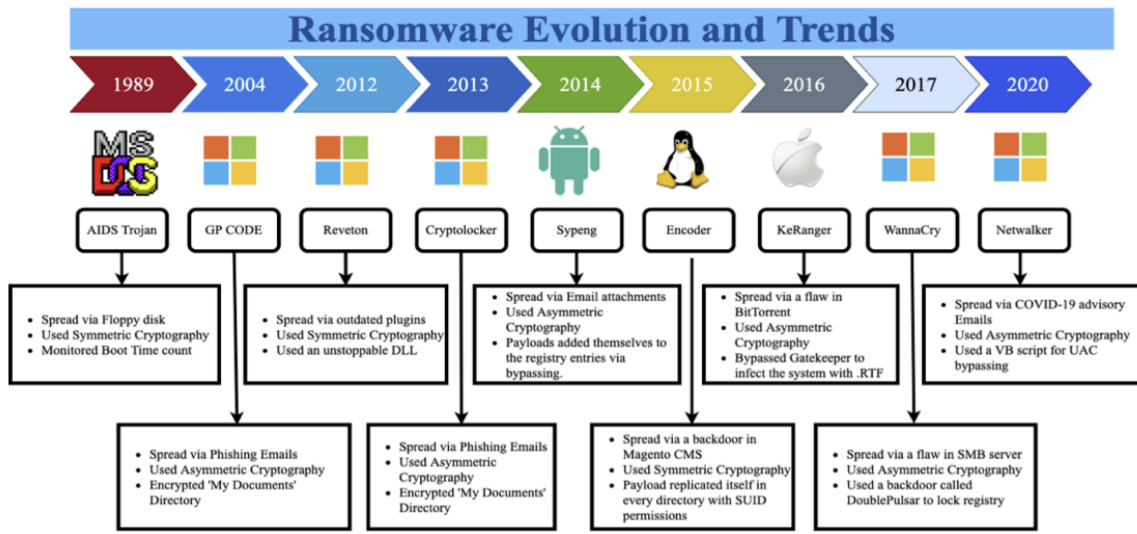 Ransomware Evolution and Trends
1989
2004
2012
2013
2014
2015
2016
2017
2020
MS
DOS
AIDS Trojan
GP CODE
Reveton
Cryptolocker
Sypeng
Encoder
KeRanger
WannaCry
Netwalker
• Spread via Floppy disk
• Used Symmetric Cryptography
• Monitored Boot Time count
• Spread via outdated plugins
• Used Symmetric Cryptography
• Used an unstoppable DLL
• Spread via Email attachments
• Used Asymmetric
Cryptography
• Payloads added themselves to
the registry entries via
bypassing.
• Spread via a flaw in
BitTorrent
• Used Asymmetric
Cryptography
• Bypassed Gatekeeper to
infect the system with .RTF
• Spread via COVID-19 advisory
Emails
• Used Asymmetric Cryptography
• Used a VB script for UAC
bypassing
• Spread via Phishing Emails
• Used Asymmetric Cryptography
• Encrypted 'My Documents'
Directory
• Spread via Phishing Emails
• Used Asymmetric
Cryptography
• Encrypted 'My Documents'
Directory
• Spread via a backdoor in
Magento CMS
• Used Symmetric Cryptography
• Payload replicated itself in
every directory with SUID
permissions
• Spread via a flaw in SMB server
• Used Asymmetric Cryptography
• Used a backdoor called
DoublePulsar to lock registry